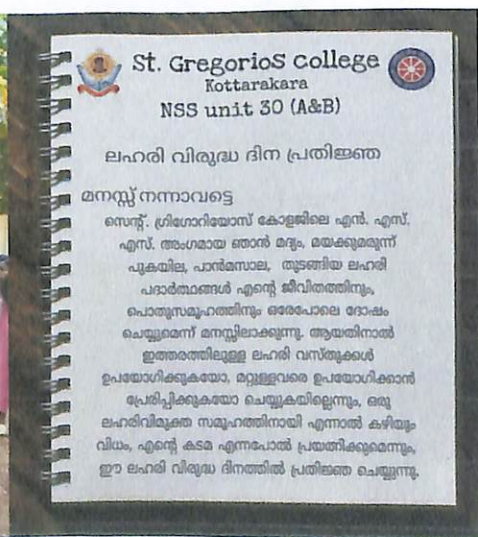 St. Gregorios College
Kottarakara
NSS unit 30 (A&B)
ലഹരി വിരുദ്ധ ദിന പ്രതിജ്ഞ
മനസ്സ് നന്നാവട്ടെ
സെന്റ്. ഗ്രിഗോറിയോസ് കോളജിലെ എൻ. എസ്.
എസ്. അംഗമായ ഞാൻ മദ്യം, മയക്കുമരുന്ന്
പുകയില, പാൻമസാല, തുടങ്ങിയ ലഹരി
പദാർത്ഥങ്ങൾ എന്റെ ജീവിതത്തിനും,
പൊതുസമൂഹത്തിനും ഒരേപോലെ ദോഷം
ചെയ്യുമെന്ന് മനസ്സിലാക്കുന്നു. ആയതിനാൽ
ഇത്തരത്തിലുള്ള ലഹരി വസ്തുക്കൾ
ഉപയോഗിക്കുകയോ, മറ്റുള്ളവരെ ഉപയോഗിക്കാൻ
പ്രേരിപ്പിക്കുകയോ ചെയ്യുകയില്ലെന്നും, ഒരു
ലഹരിവിമുക്ത സമൂഹത്തിനായി എന്നാൽ കഴിയും
വിധം, എന്റെ കടമ എന്നപോൽ പ്രയത്നിക്കുമെന്നും,
ഈ ലഹരി വിരുദ്ധ ദിനത്തിൽ പ്രതിജ്ഞ ചെയ്യുന്നു.